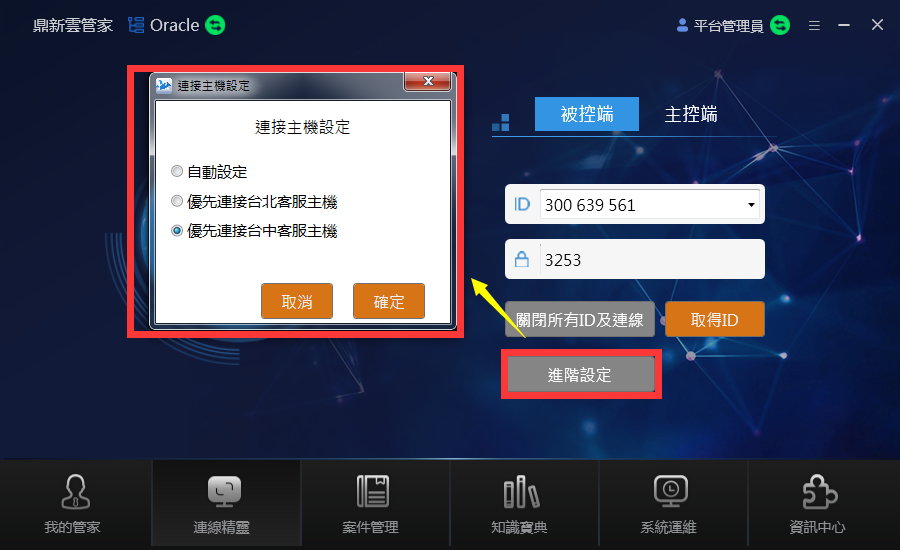 鼎新雲管家 Oracle 平台管理員
連接主機設定
連接主機設定
自動設定
優先連接台北客服主機
優先連接台中客服主機
取消 確定
被控端 主控端
ID 300 639 561
3253
關閉所有ID及連線 取得ID
進階設定
我的管家 連線精靈 案件管理 知識寶典 系統運維 資訊中心